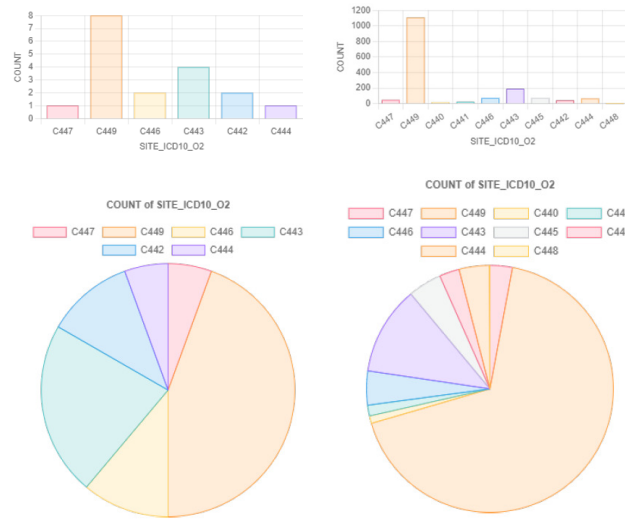 8
7
6
5
4
3
2
1
0
COUNT
C447 C449 C446 C443 C442 C444
SITE_ICD10_O2
1200
1000
800
600
400
200
0
COUNT
C447 C449 C440 C441 C446 C443 C445 C442 C444 C448
SITE_ICD10_O2
COUNT of SITE_ICD10_O2
C447 C449 C446 C443
C442 C444
COUNT of SITE_ICD10_O2
C447 C449 C440 C44
C446 C443 C445 C44
C444 C448